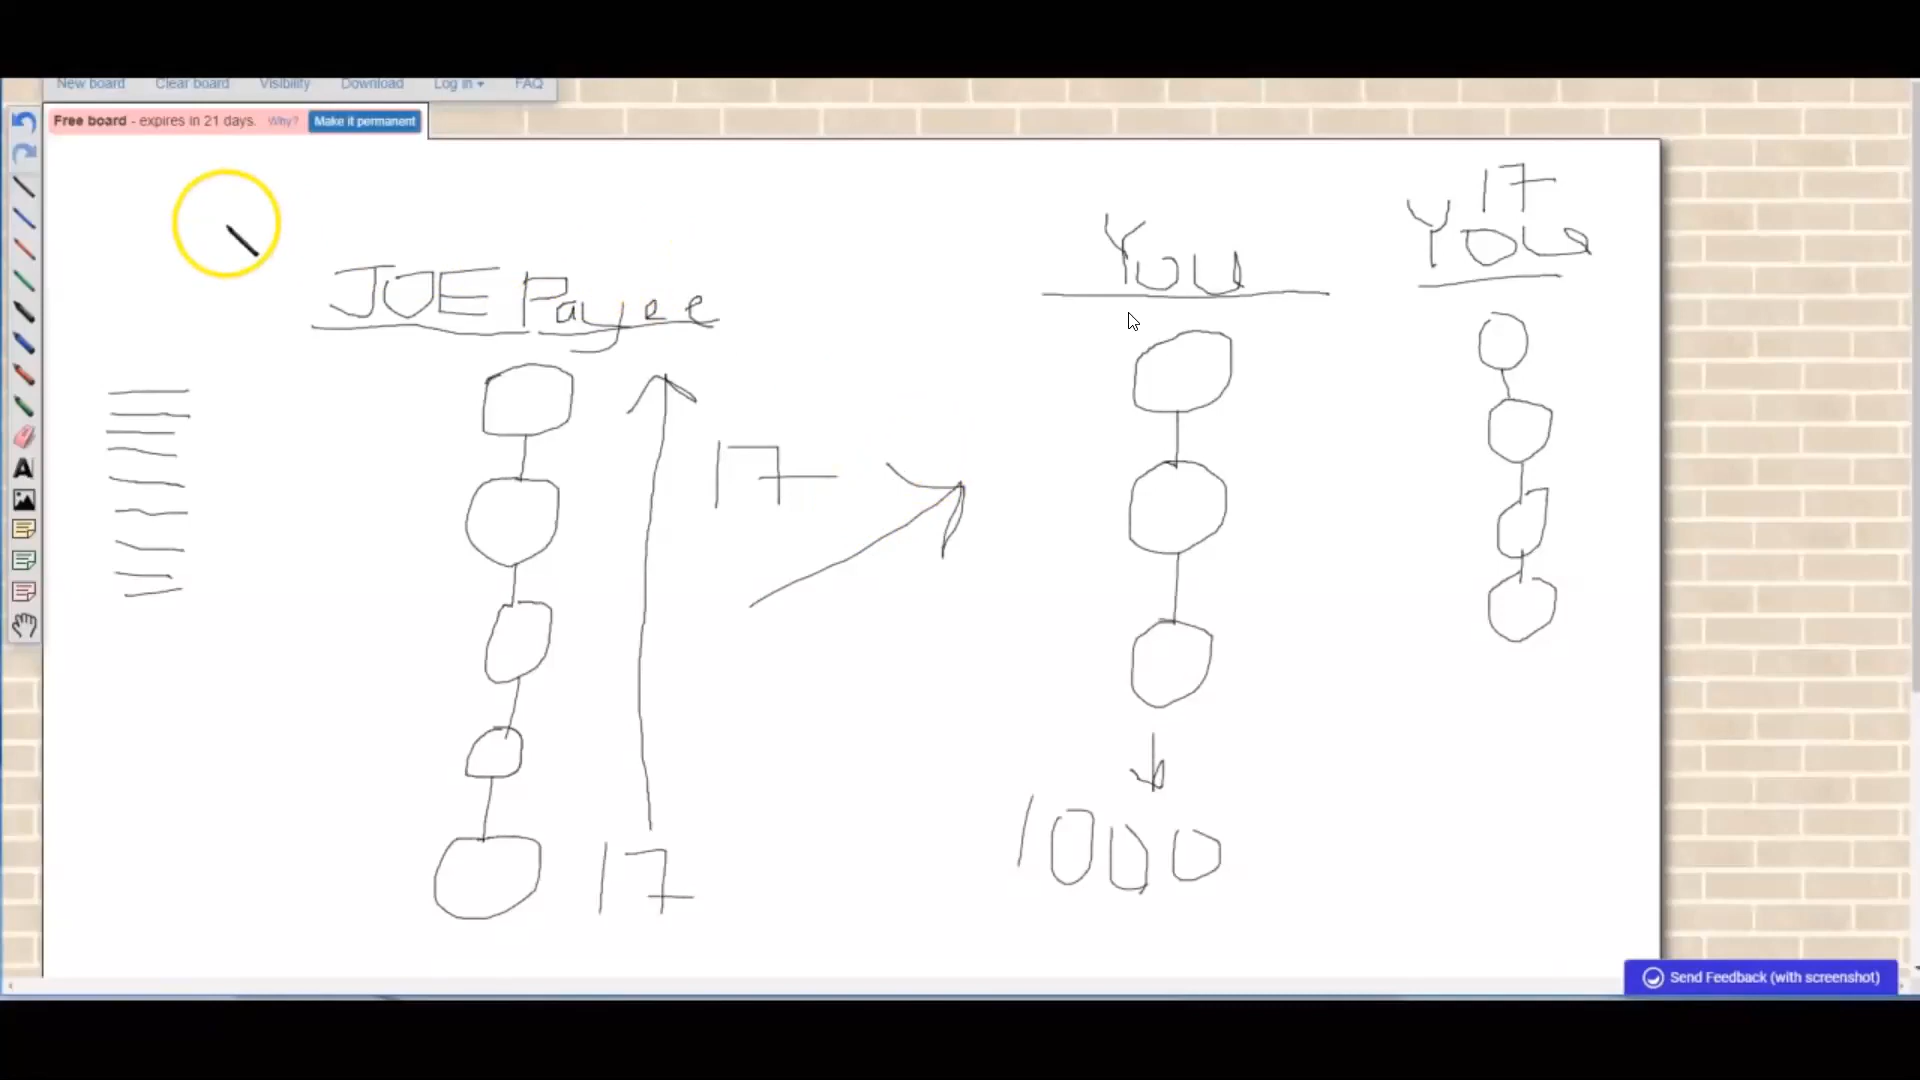 New board Clear board Visibility Download Log in FAQ
Free board - expires in 21 days. Why? Make it permanent
A
17
YOU
YOU
JOE Payee
17
1000
17
Send Feedback (with screenshot)